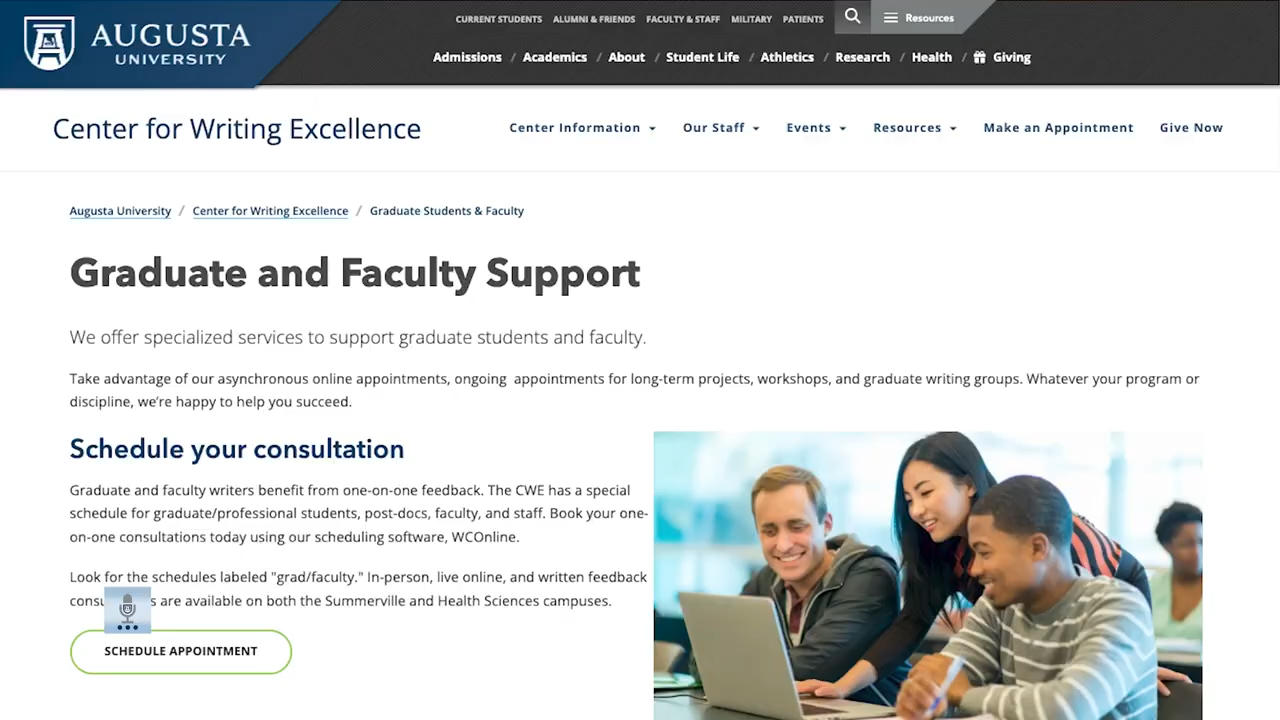 AUGUSTA
UNIVERSITY
CURRENT STUDENTS ALUMNI & FRIENDS FACULTY & STAFF MILITARY PATIENTS Resources
Admissions / Academics / About / Student Life / Athletics / Research / Health / Giving
Center for Writing Excellence
Center Information Our Staff Events Resources Make an Appointment Give Now
Augusta University / Center for Writing Excellence / Graduate Students & Faculty
Graduate and Faculty Support
We offer specialized services to support graduate students and faculty.
Take advantage of our asynchronous online appointments, ongoing appointments for long-term projects, workshops, and graduate writing groups. Whatever your program or
discipline, we're happy to help you succeed.
Schedule your consultation
Graduate and faculty writers benefit from one-on-one feedback. The CWE has a special
schedule for graduate/professional students, post-docs, faculty, and staff. Book your one-
on-one consultations today using our scheduling software, WCOnline.
Look for the schedules labeled "grad/faculty." In-person, live online, and written feedback
are available on both the Summerville and Health Sciences campuses.
SCHEDULE APPOINTMENT